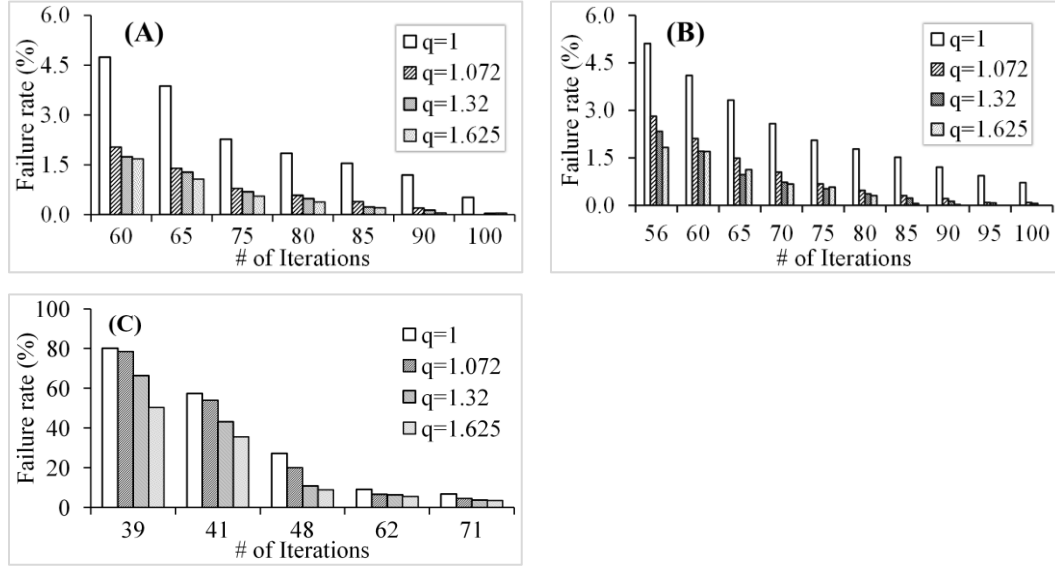 (A)
Failure rate (%)
6.0
4.5
3.0
1.5
0.0
q=1
q=1.072
q=1.32
q=1.625
60 65 75 80 85 90 100
# of Iterations
(B)
Failure rate (%)
6.0
4.5
3.0
1.5
0.0
q=1
q=1.072
q=1.32
q=1.625
56 60 65 70 75 80 85 90 95 100
# of Iterations
(C)
Failure rate (%)
100
80
60
40
20
0
q=1
q=1.072
q=1.32
q=1.625
39 41 48 62 71
# of Iterations